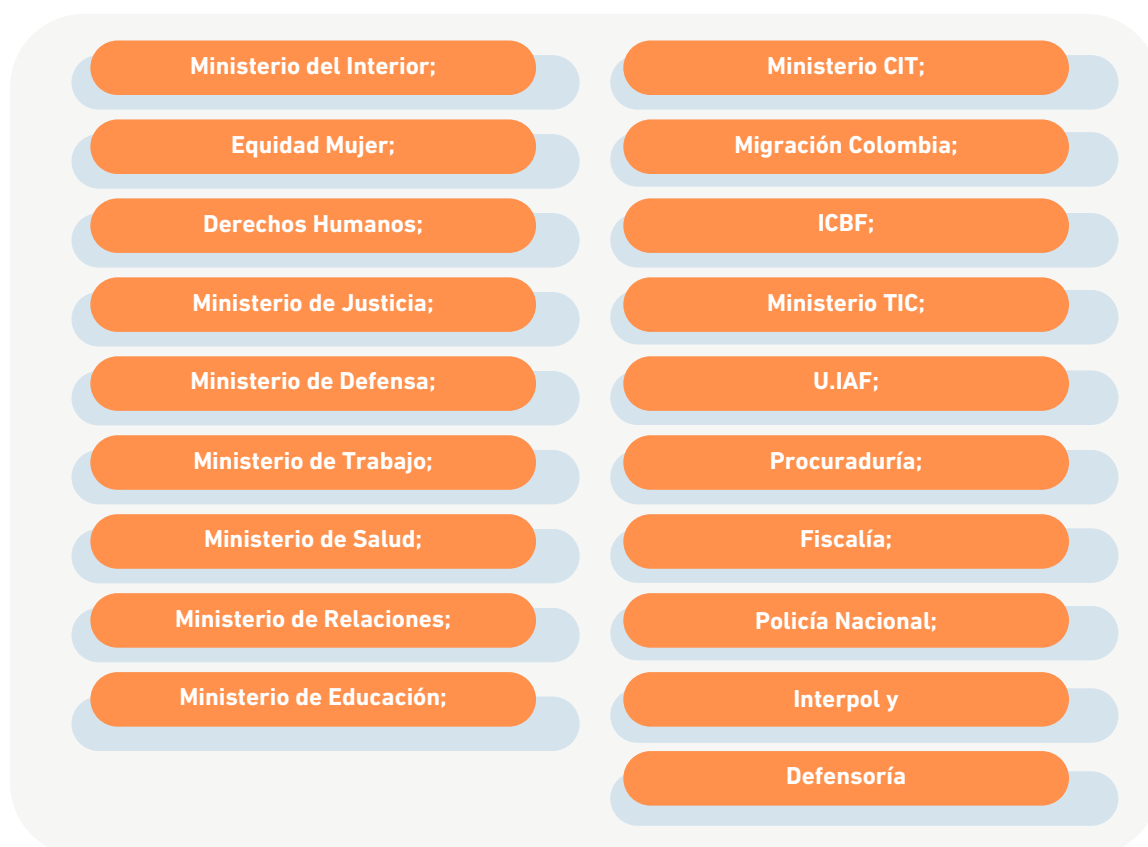 Ministerio del Interior;
Equidad Mujer;
Derechos Humanos;
Ministerio de Justicia;
Ministerio de Defensa;
Ministerio de Trabajo;
Ministerio de Salud;
Ministerio de Relaciones;
Ministerio de Educación;
Ministerio CIT;
Migración Colombia;
ICBF;
Ministerio TIC;
U.IAF;
Procuraduría;
Fiscalía;
Policía Nacional;
Interpol y
Defensoría